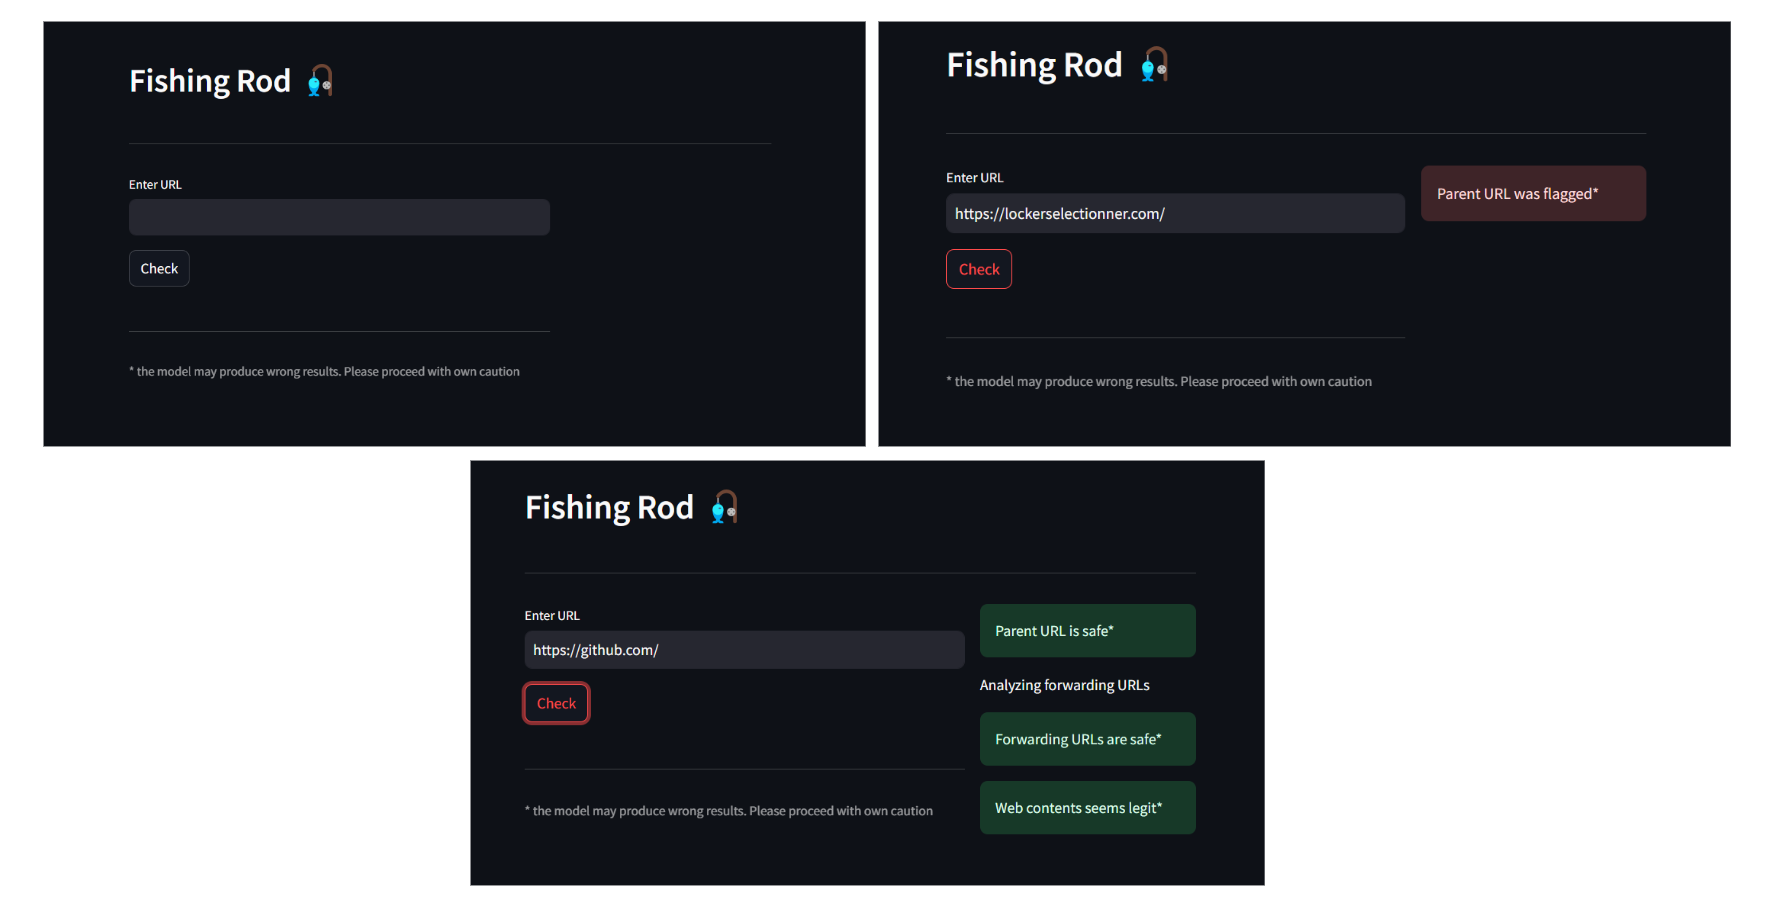 Fishing Rod
Enter URL
Check
* the model may produce wrong results. Please proceed with own caution
Fishing Rod
Enter URL
https://lockerselectionner.com/
Parent URL was flagged*
Check
* the model may produce wrong results. Please proceed with own caution
Fishing Rod
Enter URL
https://github.com/
Check
* the model may produce wrong results. Please proceed with own caution
Parent URL is safe*
Analyzing forwarding URLs
Forwarding URLs are safe*
Web contents seems legit*